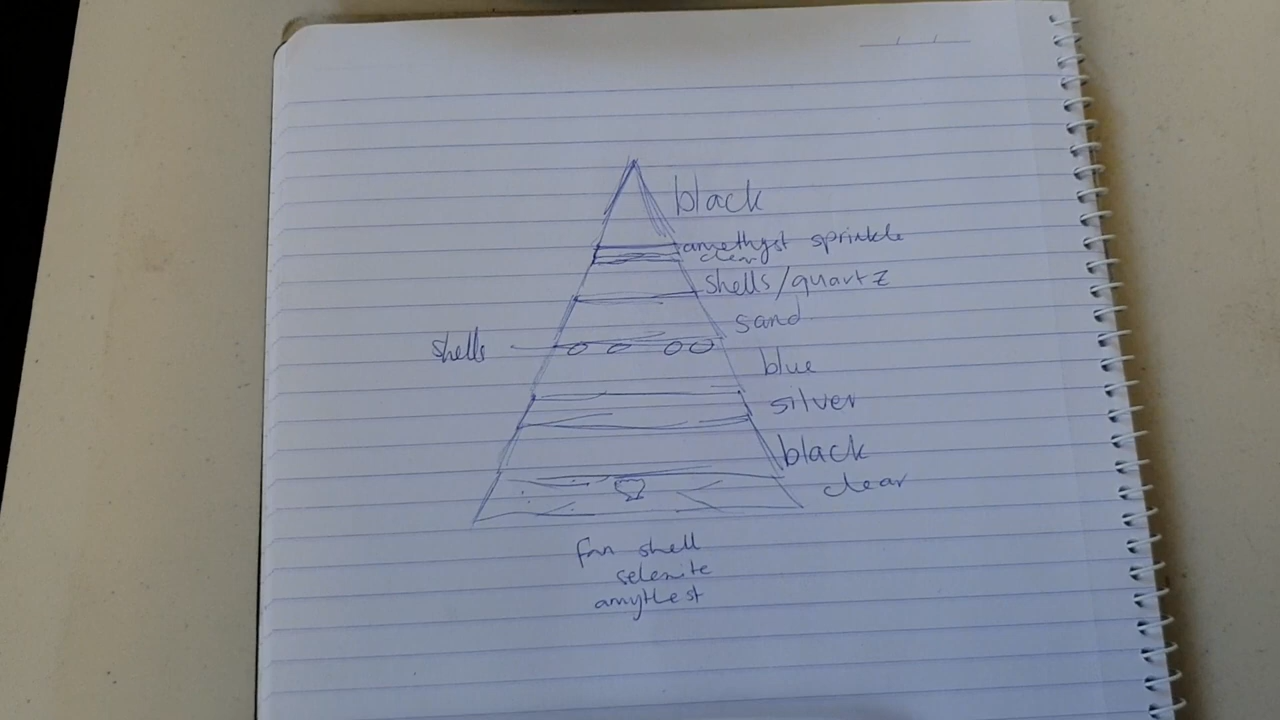 black
amethyst sprinkle
clear
shells/quartz
sand
shells
blue
silver
black
clear
fan shell
selenite
amythest